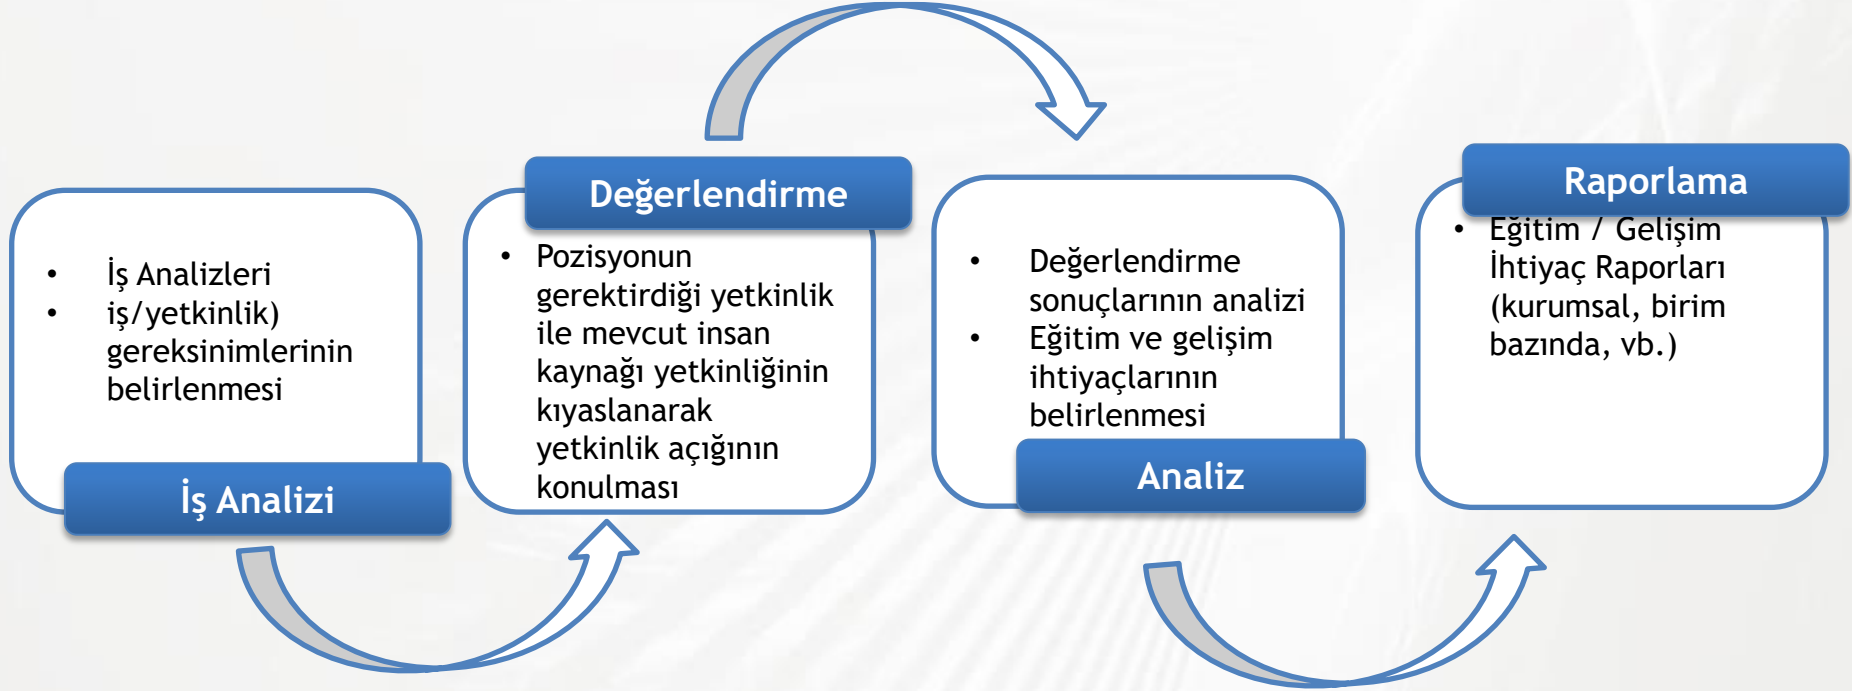 • İş Analizleri
• iş/yetkinlik)
gereksinimlerinin
belirlenmesi
İş Analizi
Değerlendirme
• Pozisyonun
gerektirdiği yetkinlik
ile mevcut insan
kaynağı yetkinliğinin
kıyaslanarak
yetkinlik açığının
konulması
• Değerlendirme
sonuçlarının analizi
• Eğitim ve gelişim
ihtiyaçlarının
belirlenmesi
Analiz
Raporlama
• Eğitim / Gelişim
İhtiyaç Raporları
(kurumsal, birim
bazında, vb.)